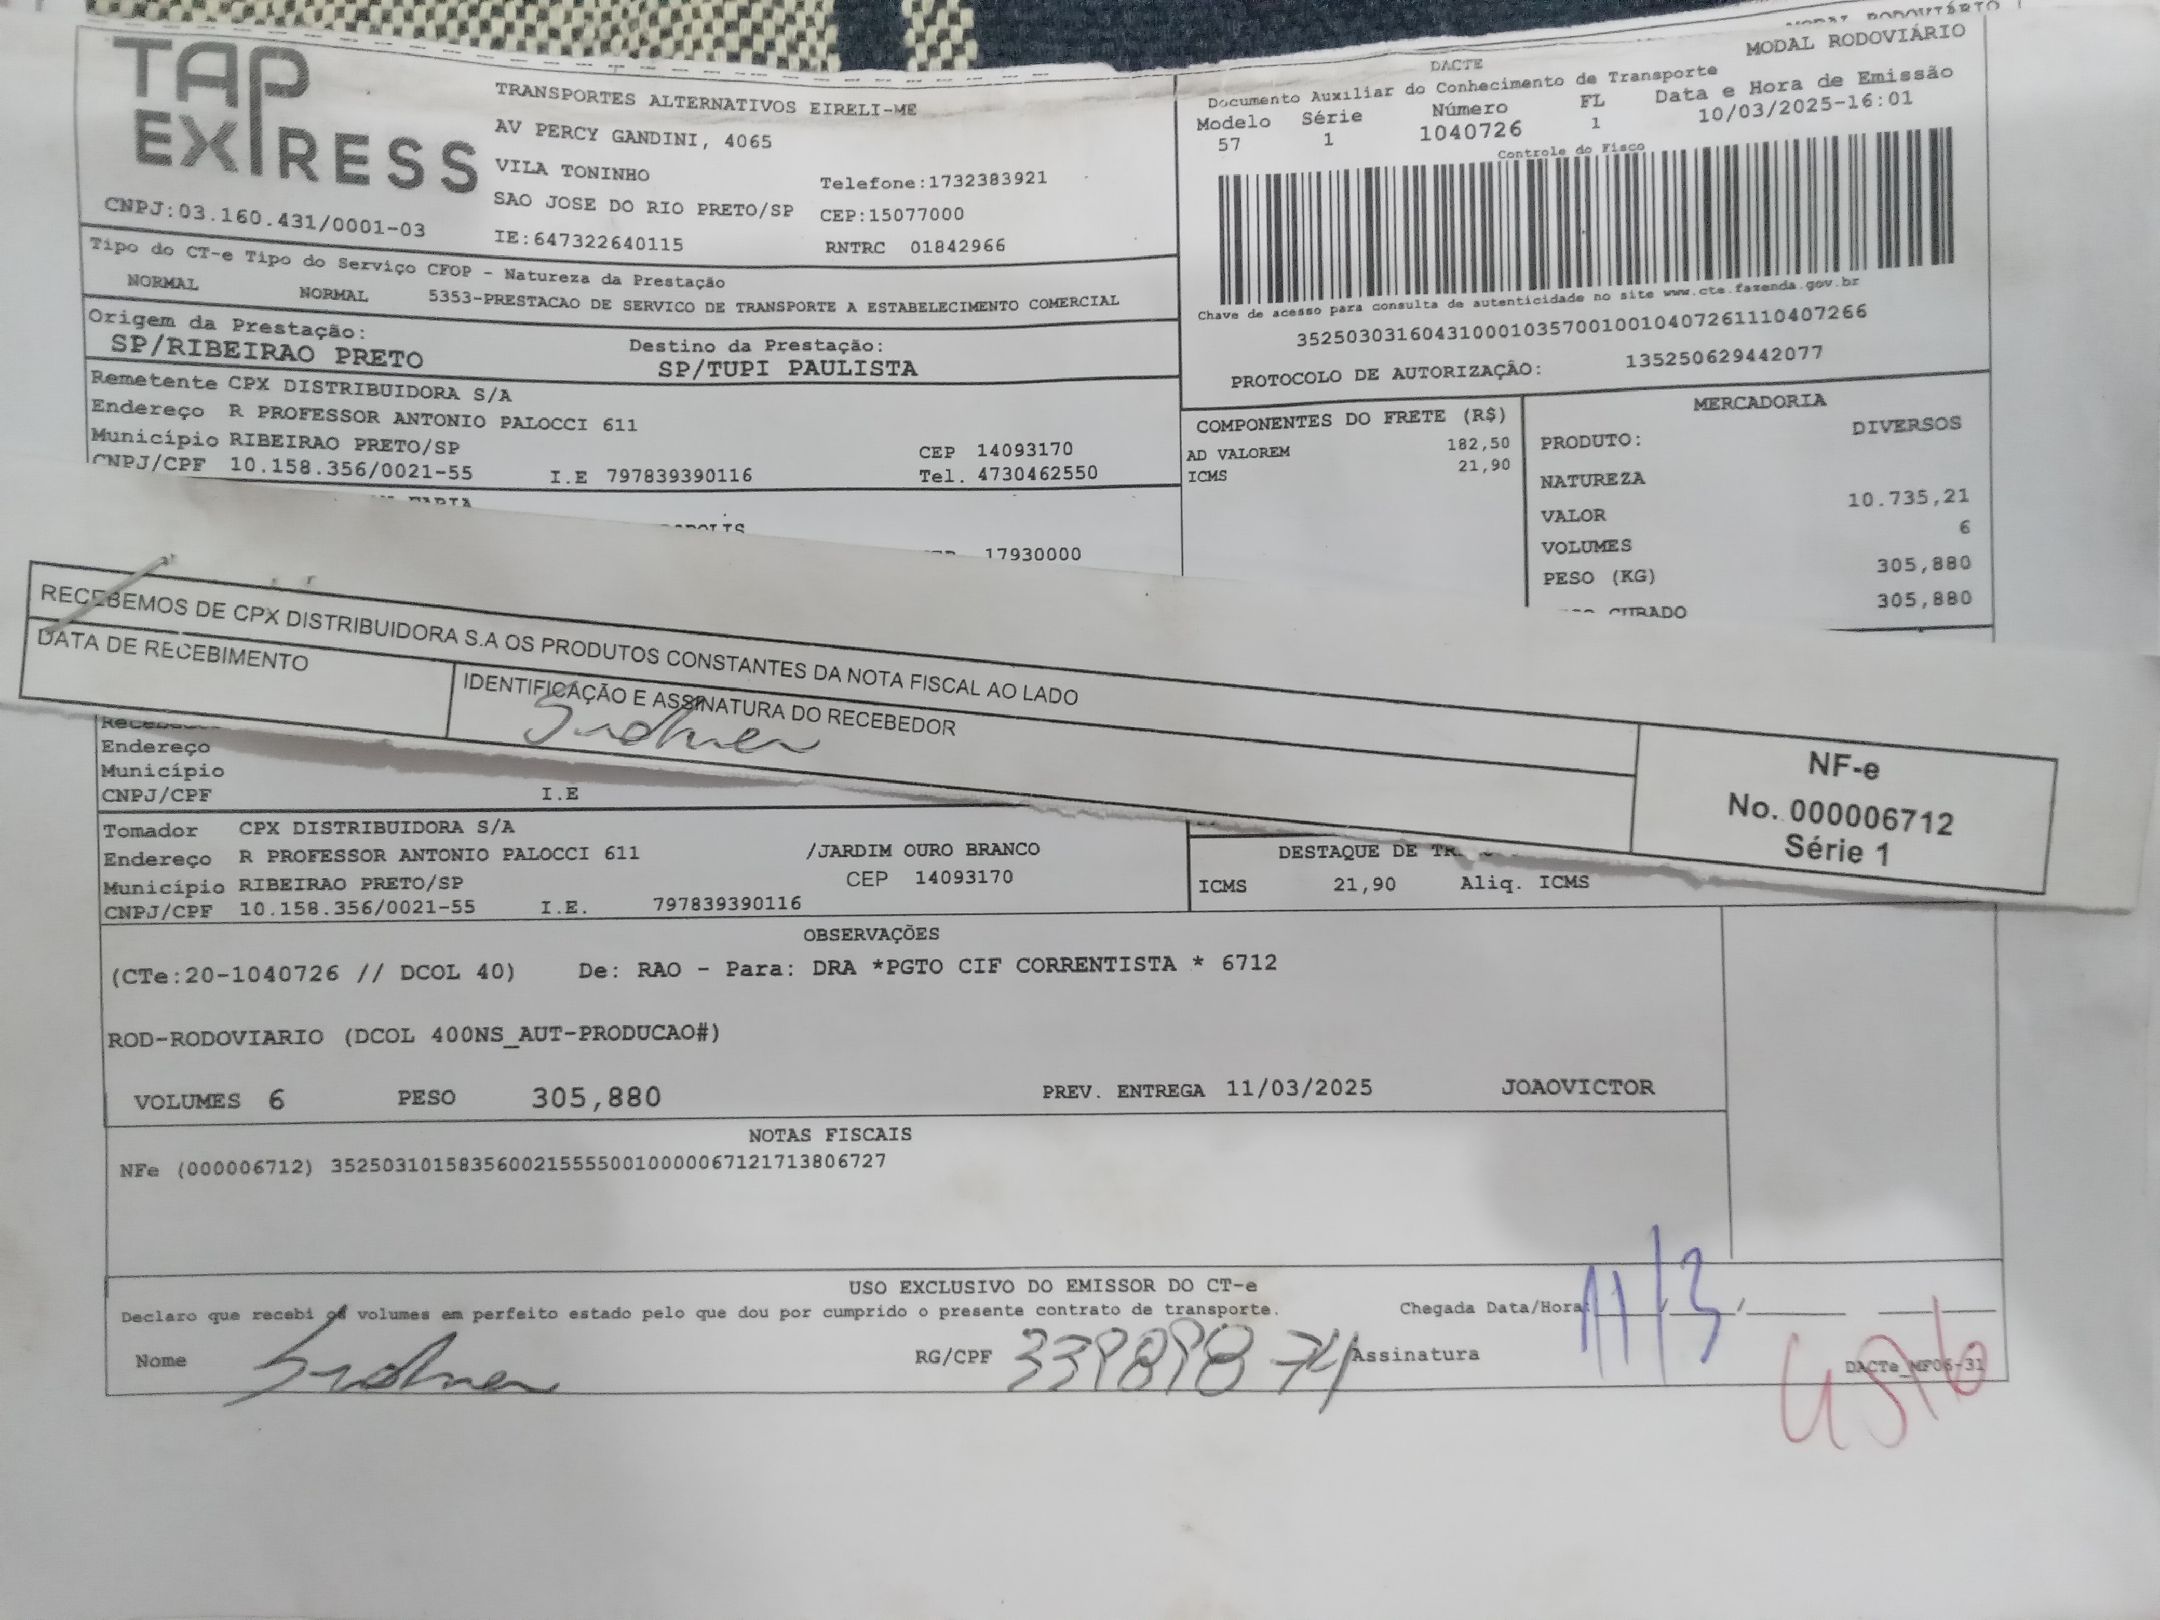 MODAL RODOVIÁRIO
TAP EXPRESS
CNPJ:03.160.431/0001-03
TRANSPORTES ALTERNATIVOS EIRELI-ME
AV PERCY GANDINI, 4065
VILA TONINHO
Telefone:1732383921
SAO JOSE DO RIO PRETO/SP CEP:15077000
IE:647322640115 RNTRC 01842966
DACTE
MODAL RODOVIÁRIO
Documento Auxiliar do Conhecimento de Transporte
Modelo Série Número FL Data e Hora de Emissão
57 1 1040726 1 10/03/2025-16:01
Controle do Fisco
Chave de acesso para consulta de autenticidade no site www.cte.fazenda.gov.br
35250303160431000103570010010407261110407266
PROTOCOLO DE AUTORIZAÇÃO: 135250629442077
Tipo do CT-e Tipo do Serviço CFOP - Natureza da Prestação
NORMAL NORMAL 5353-PRESTACAO DE SERVICO DE TRANSPORTE A ESTABELECIMENTO COMERCIAL
Origem da Prestação: Destino da Prestação:
SP/RIBEIRAO PRETO SP/TUPI PAULISTA
Remetente CPX DISTRIBUIDORA S/A
Endereço R PROFESSOR ANTONIO PALOCCI 611
Município RIBEIRAO PRETO/SP CEP 14093170
CNPJ/CPF 10.158.356/0021-55 I.E 797839390116 Tel. 4730462550
17930000
COMPONENTES DO FRETE (R$)
AD VALOREM 182,50
ICMS 21,90
MERCADORIA
PRODUTO: DIVERSOS
NATUREZA
VALOR 10.735,21
VOLUMES 6
PESO (KG) 305,880
CUBADO 305,880
RECEBEMOS DE CPX DISTRIBUIDORA S.A OS PRODUTOS CONSTANTES DA NOTA FISCAL AO LADO
DATA DE RECEBIMENTO
IDENTIFICAÇÃO E ASSINATURA DO RECEBEDOR
NF-e
No. 000006712
Série 1
Endereço
Município
CNPJ/CPF I.E
Tomador CPX DISTRIBUIDORA S/A
Endereço R PROFESSOR ANTONIO PALOCCI 611 /JARDIM OURO BRANCO
Município RIBEIRAO PRETO/SP CEP 14093170
CNPJ/CPF 10.158.356/0021-55 I.E. 797839390116
DESTAQUE DE
ICMS 21,90 Aliq. ICMS
OBSERVAÇÕES
(CTe:20-1040726 // DCOL 40) De: RAO - Para: DRA *PGTO CIF CORRENTISTA * 6712
ROD-RODOVIARIO (DCOL 400NS_AUT-PRODUCAO#)
VOLUMES 6 PESO 305,880 PREV. ENTREGA 11/03/2025 JOAOVICTOR
NOTAS FISCAIS
NFe (000006712) 35250310158356002155550010000067121713806727
USO EXCLUSIVO DO EMISSOR DO CT-e
Declaro que recebi os volumes em perfeito estado pelo que dou por cumprido o presente contrato de transporte. Chegada Data/Hora: 11/3
Nome RG/CPF Assinatura
DACTe_MF06-31